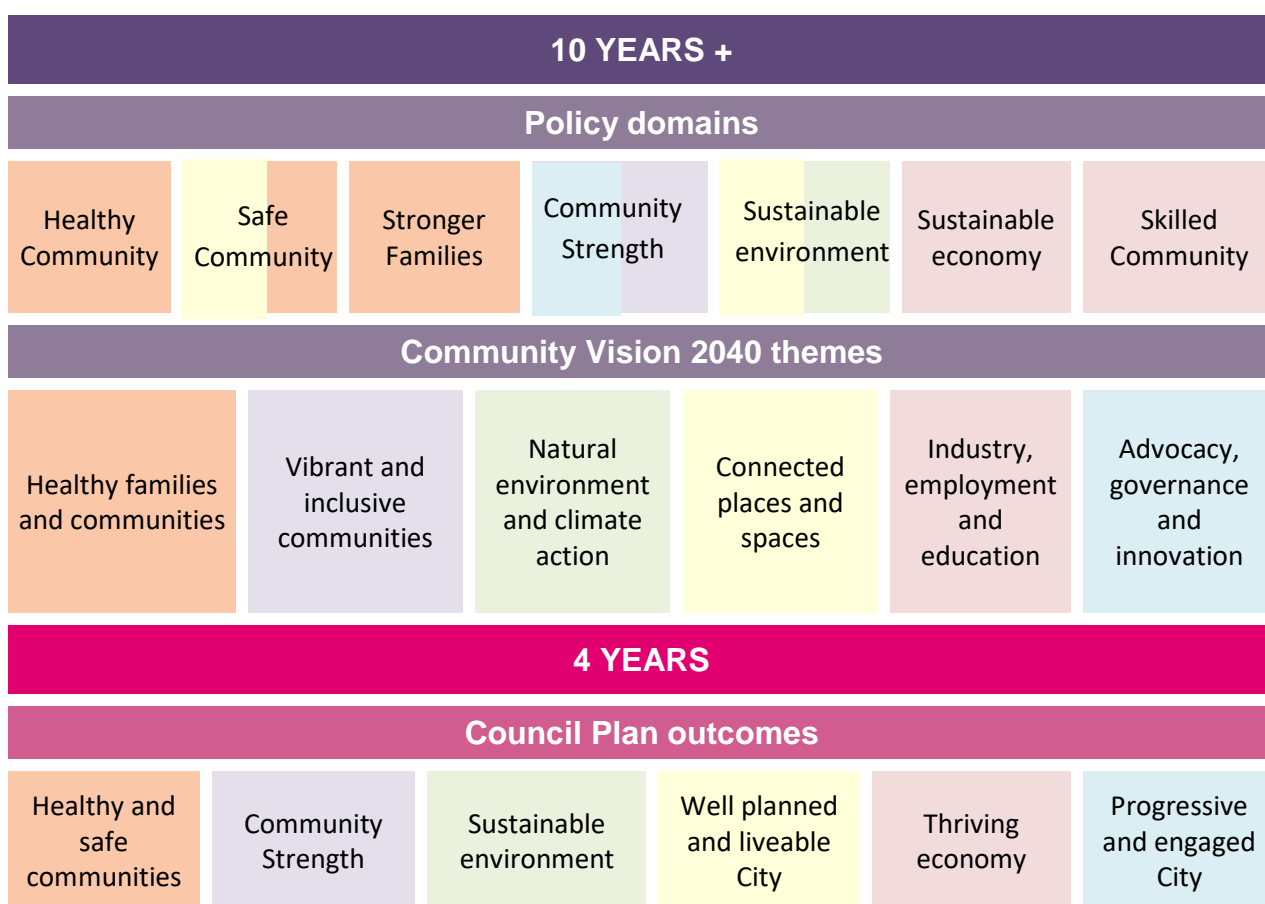 10 YEARS +
Policy domains
Healthy
Community
Safe
Community
Stronger
Families
Community
Strength
Sustainable
environment
Sustainable
economy
Skilled
Community
Community Vision 2040 themes
Healthy families
and communities
Vibrant and
inclusive
communities
Natural
environment
and climate
action
Connected
places and
spaces
Industry,
employment
and
education
Advocacy,
governance
and
innovation
4 YEARS
Council Plan outcomes
Healthy and
safe
communities
Community
Strength
Sustainable
environment
Well planned
and liveable
City
Thriving
economy
Progressive
and engaged
City